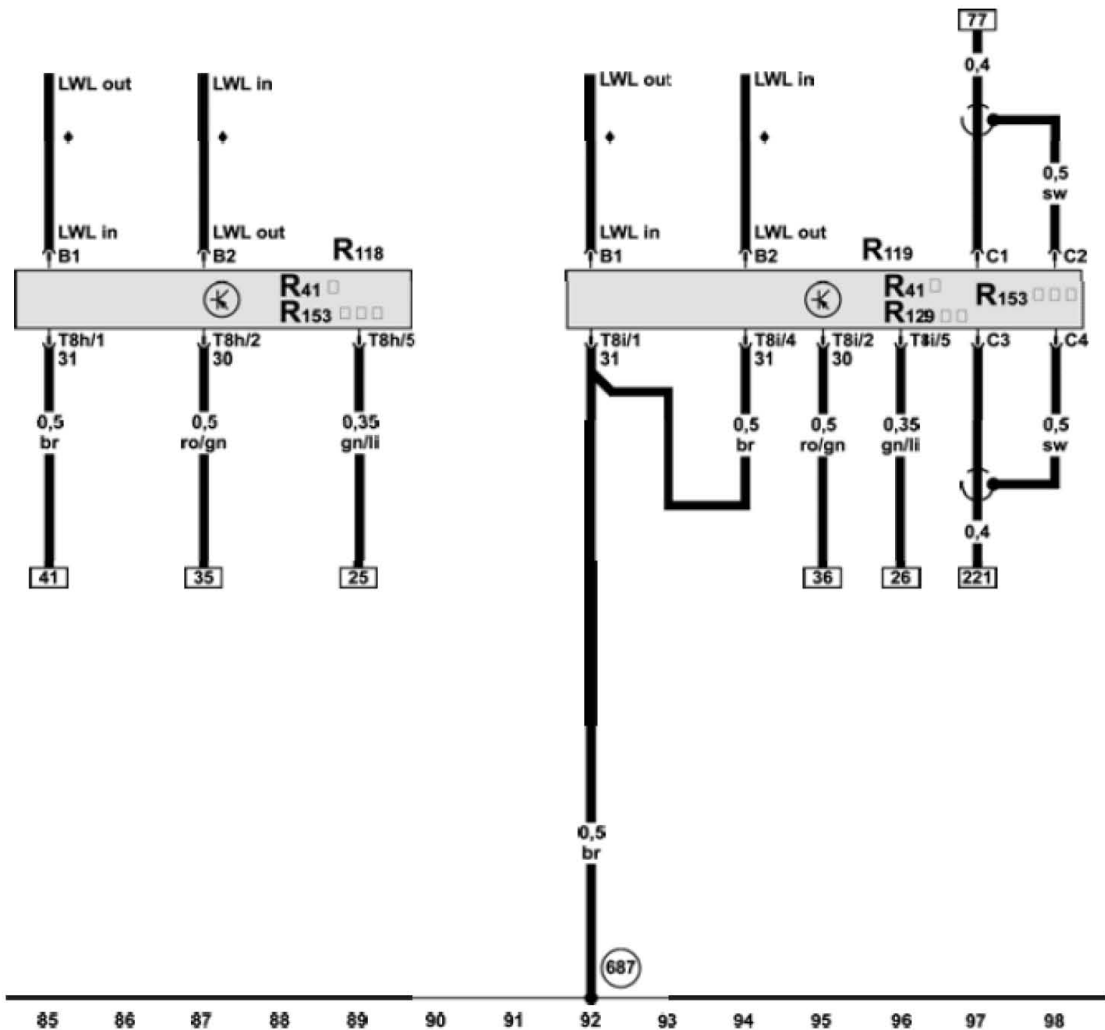 77
0,4
LWL out LWL in LWL out LWL in
0,5
sw
LWL in LWL out LWL in LWL out
B1 B2 R118 B1 B2 R119 C1 C2
R41 R41 R153
R153 R129
T8h/1 T8h/2 T8h/5 T8i/1 T8i/4 T8i/2 T8i/5 C3 C4
31 30 31 31 30
0,5 0,5 0,35 0,5 0,5 0,35 0,5
br ro/gn gn/li br ro/gn gn/li sw
0,4
41 35 25 36 26 221
0,5
br
687
85 86 87 88 89 90 91 92 93 94 95 96 97 98